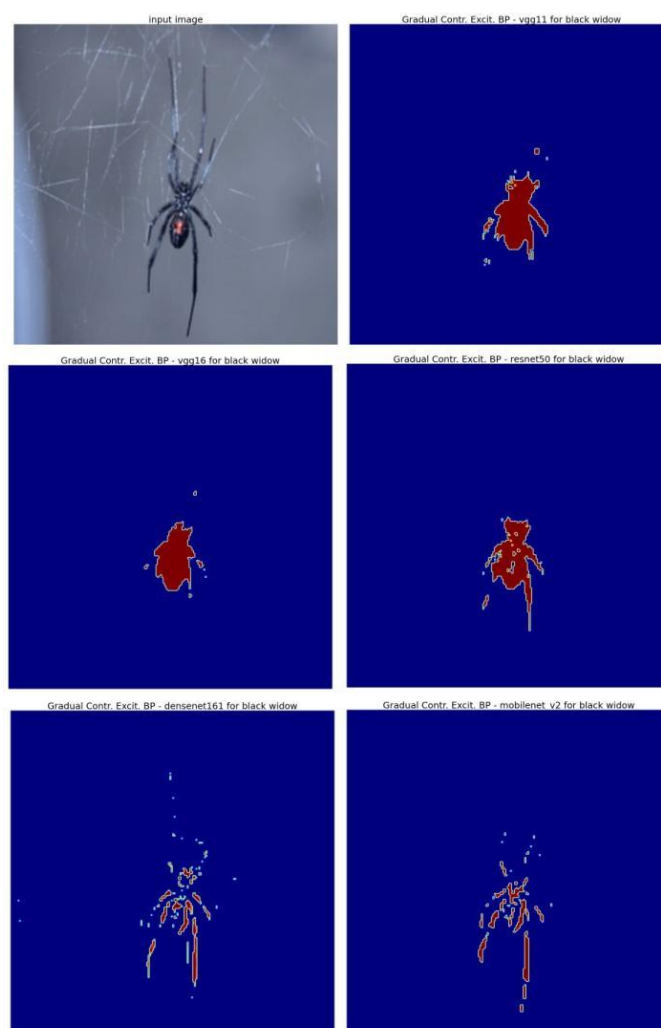 input image
Gradual Contr. Excit. BP - vgg11 for black widow
Gradual Contr. Excit. BP - vgg16 for black widow
Gradual Contr. Excit. BP - resnet50 for black widow
Gradual Contr. Excit. BP - densenet161 for black widow
Gradual Contr. Excit. BP - mobilenet_v2 for black widow